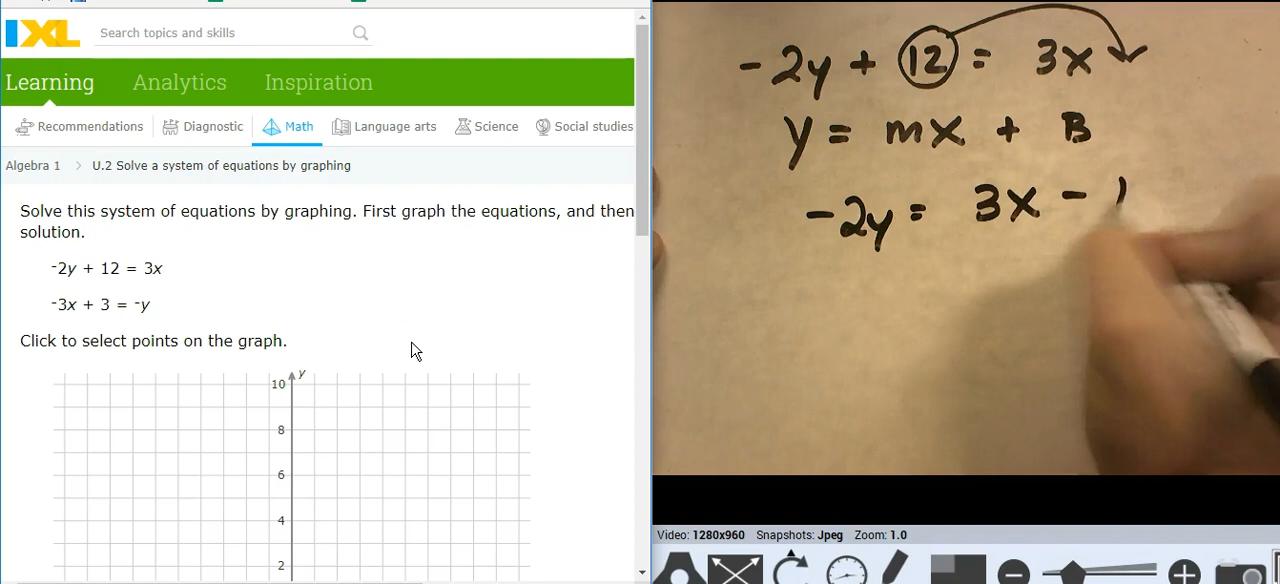 IXL Search topics and skills
Learning Analytics Inspiration
Recommendations Diagnostic Math Language arts Science Social studies
Algebra 1 > U.2 Solve a system of equations by graphing
Solve this system of equations by graphing. First graph the equations, and then
solution.
-2y + 12 = 3x
-3x + 3 = -y
Click to select points on the graph.
y
10
8
6
4
2
-2y + 12 = 3x
y = mx + B
-2y = 3x - 1
Video: 1280x960 Snapshots: Jpeg Zoom: 1.0